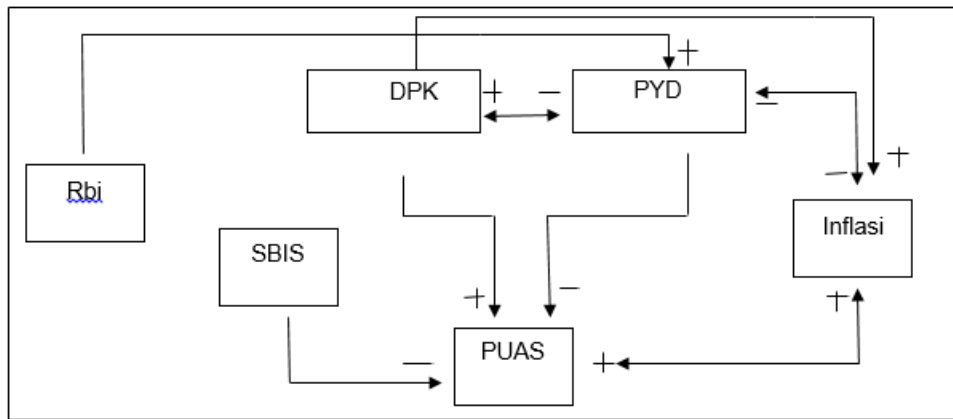 +
DPK
+
−
PYD
−
+
−
Rbi
Inflasi
SBIS
+
−
+
PUAS
−
+